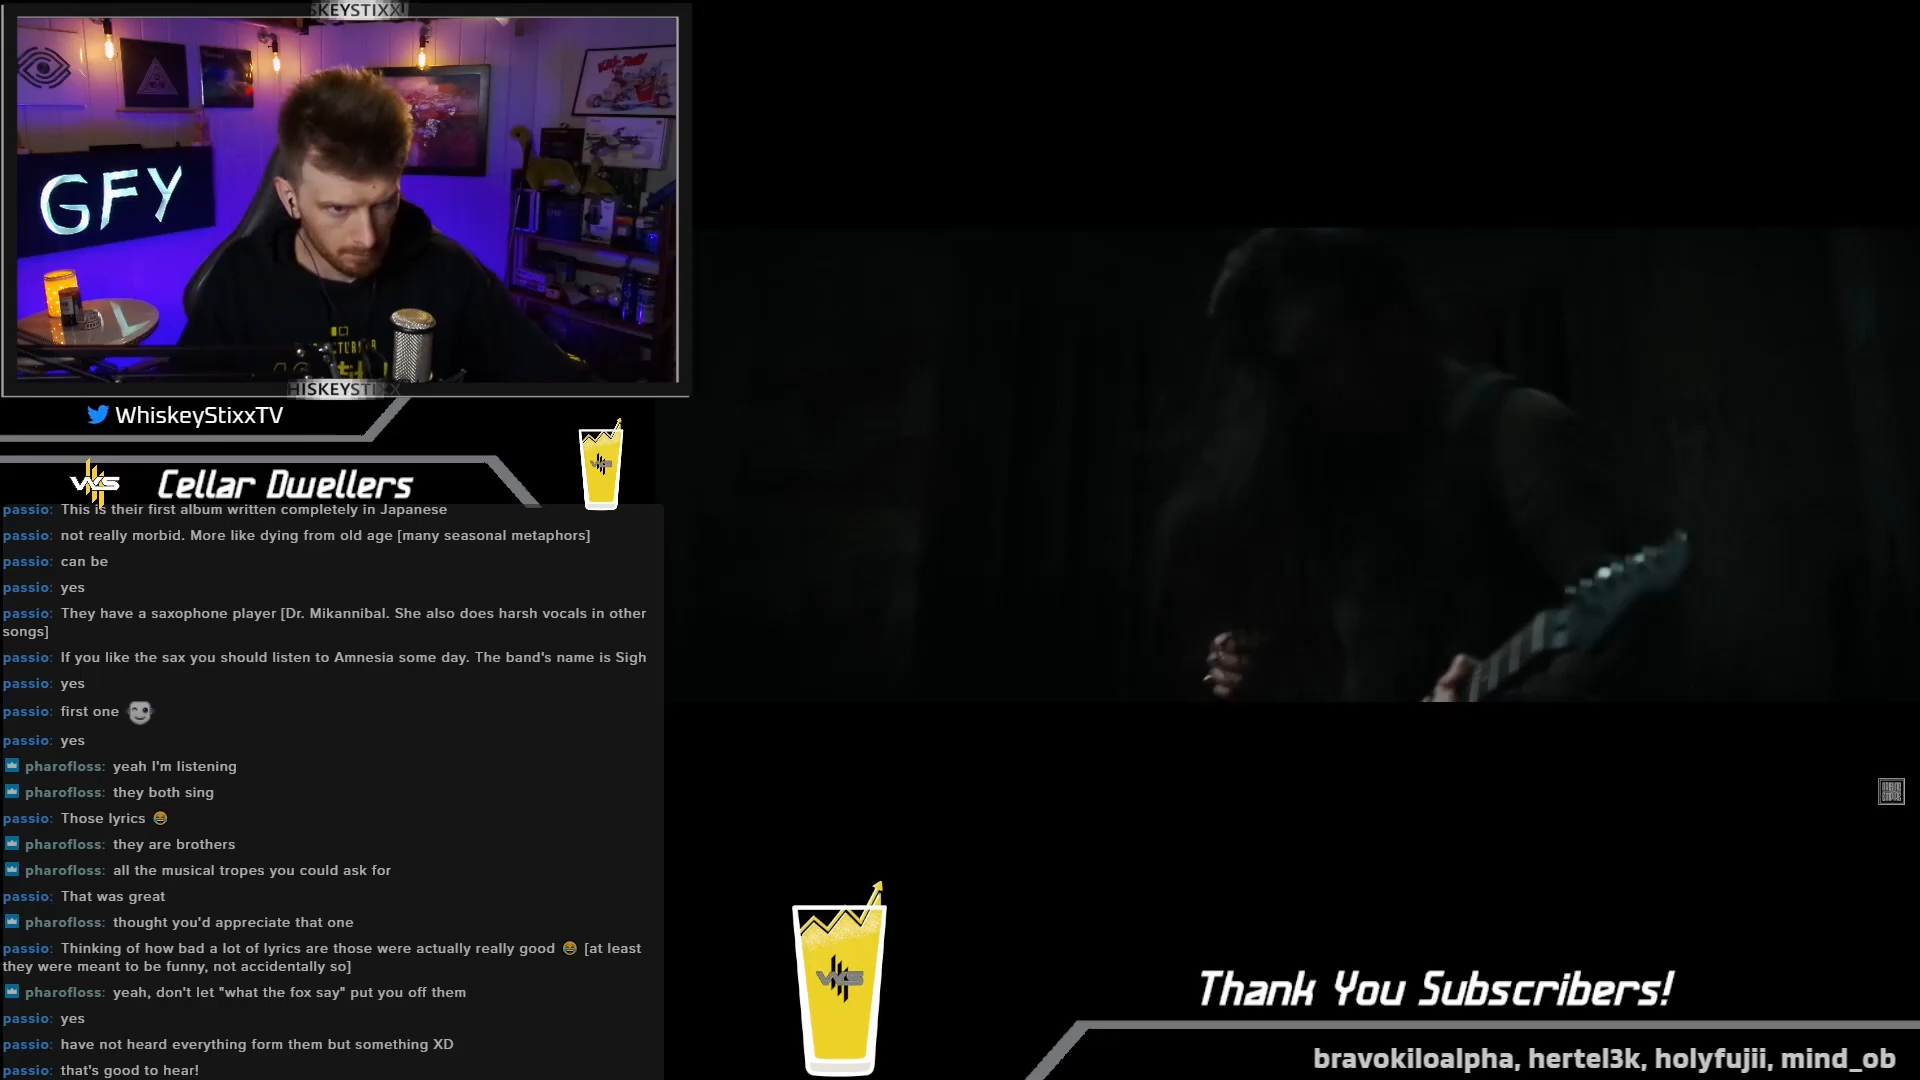 SKEYSTIXX
GFY
HISKEYSTIXX
WhiskeyStixxTV
WS
Cellar Dwellers
passio: This is their first album written completely in Japanese
passio: not really morbid. More like dying from old age [many seasonal metaphors]
passio: can be
passio: yes
passio: They have a saxophone player [Dr. Mikannibal. She also does harsh vocals in other
songs]
passio: If you like the sax you should listen to Amnesia some day. The band's name is Sigh
passio: yes
passio: first one
passio: yes
pharofloss: yeah I'm listening
pharofloss: they both sing
passio: Those lyrics 😂
pharofloss: they are brothers
pharofloss: all the musical tropes you could ask for
passio: That was great
pharofloss: thought you'd appreciate that one
passio: Thinking of how bad a lot of lyrics are those were actually really good 😂 [at least
they were meant to be funny, not accidentally so]
pharofloss: yeah, don't let "what the fox say" put you off them
passio: yes
passio: have not heard everything form them but something XD
passio: that's good to hear!
WS
Thank You Subscribers!
bravokiloalpha, hertel3k, holyfujii, mind_ob